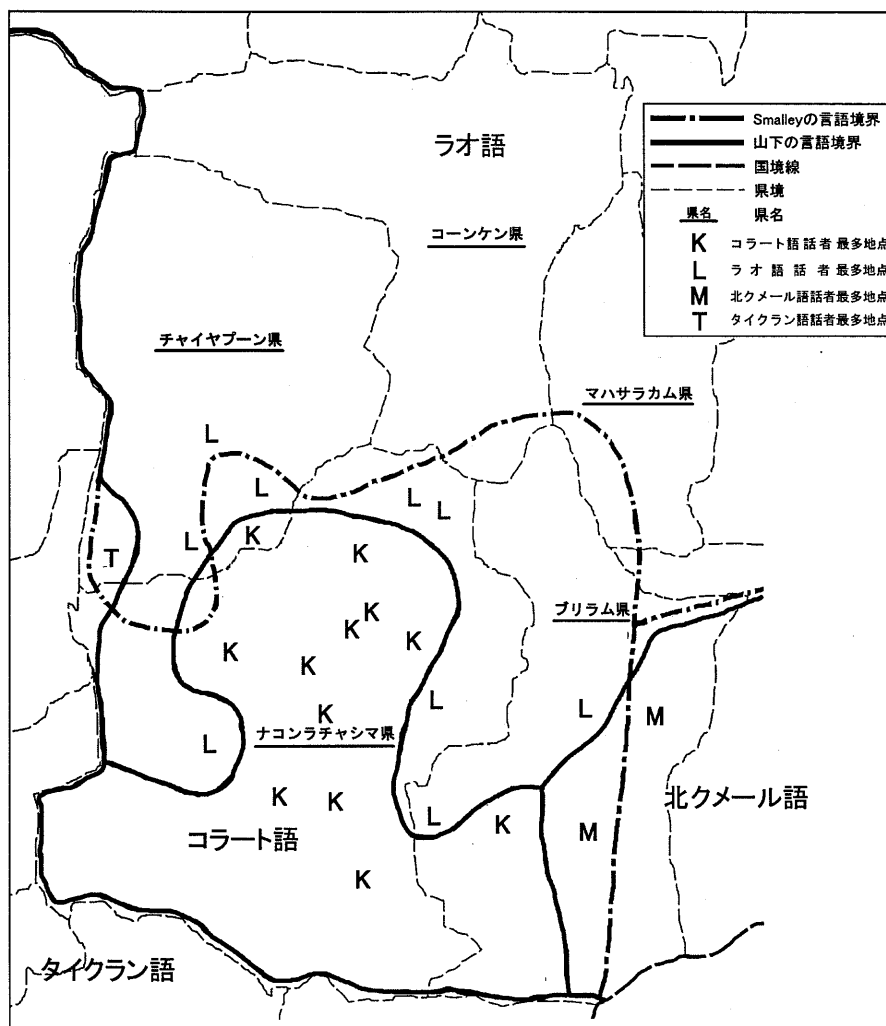 Smalleyの言語境界
山下の言語境界
国境線
県境
県名 県名
K コラート語話者最多地点
L ラオ語話者最多地点
M 北クメール語話者最多地点
T タイクラン語話者最多地点
ラオ語
コーンケン県
チャイヤプーン県
マハサラカム県
L
L
L
L
L
K
K
T
K
K
ブリラム県
K
K
K
L
L
K
M
ナコンラチャシマ県
L
北クメール語
K
K
L
K
M
コラート語
K
タイクラン語